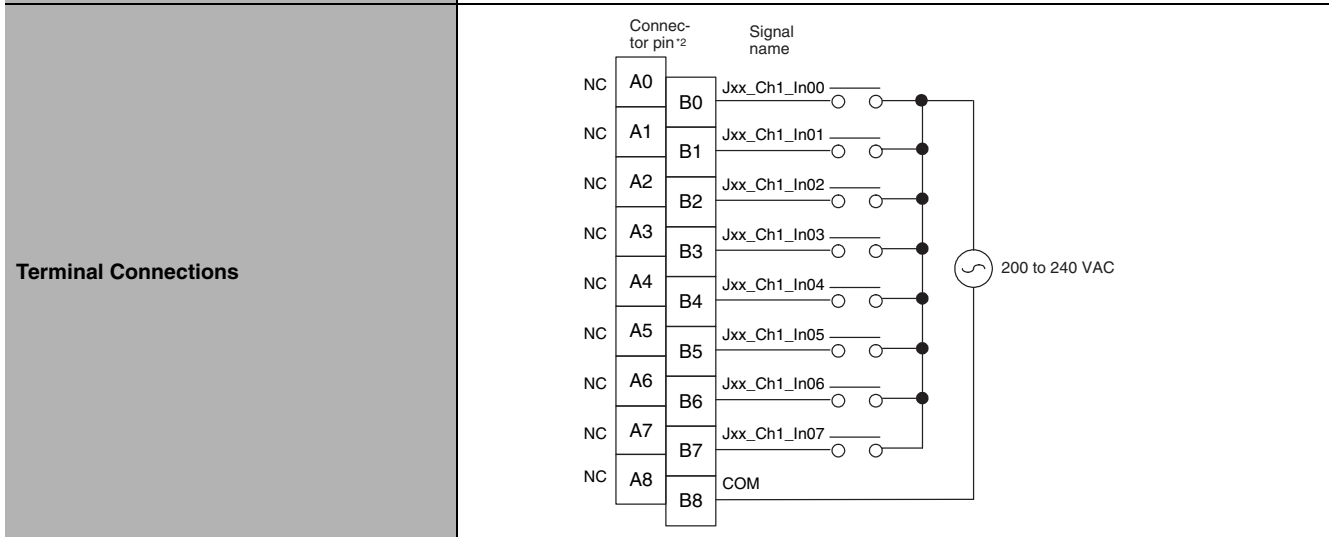 Connec-
tor pin*2
Signal
name
NC A0
B0 Jxx_Ch1_In00
NC A1
B1 Jxx_Ch1_In01
NC A2
B2 Jxx_Ch1_In02
NC A3
B3 Jxx_Ch1_In03
Terminal Connections
200 to 240 VAC
NC A4
B4 Jxx_Ch1_In04
NC A5
B5 Jxx_Ch1_In05
NC A6
B6 Jxx_Ch1_In06
NC A7
B7 Jxx_Ch1_In07
NC A8
B8 COM